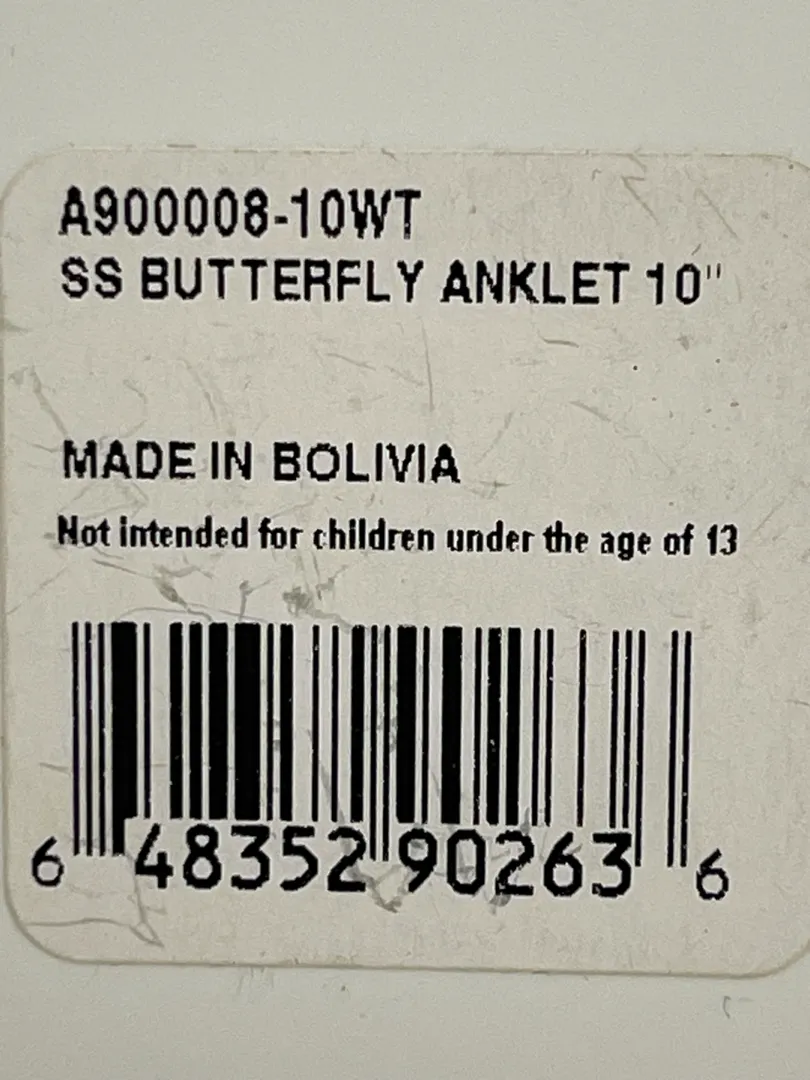 A900008-10WT
SS BUTTERFLY ANKLET 10"
MADE IN BOLIVIA
Not intended for children under the age of 13
6 48352 90263 6